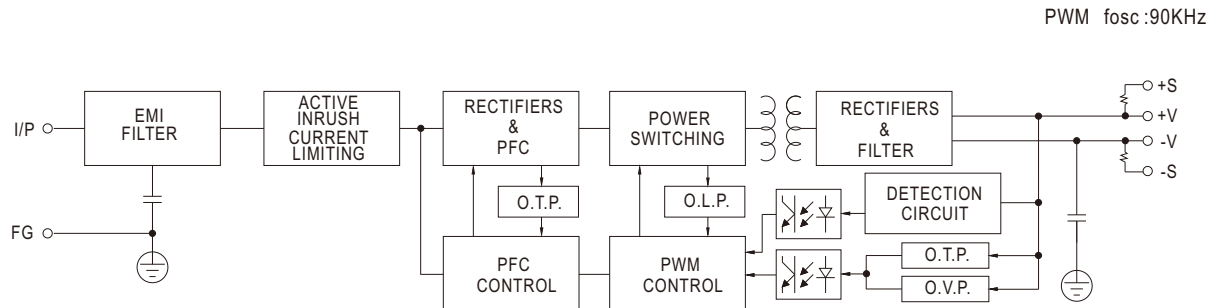 PWM fosc :90KHz
I/P
EMI
FILTER
ACTIVE
INRUSH
CURRENT
LIMITING
RECTIFIERS
&
PFC
POWER
SWITCHING
RECTIFIERS
&
FILTER
+S
+V
-V
-S
O.T.P.
O.L.P.
DETECTION
CIRCUIT
FG
PFC
CONTROL
PWM
CONTROL
O.T.P.
O.V.P.